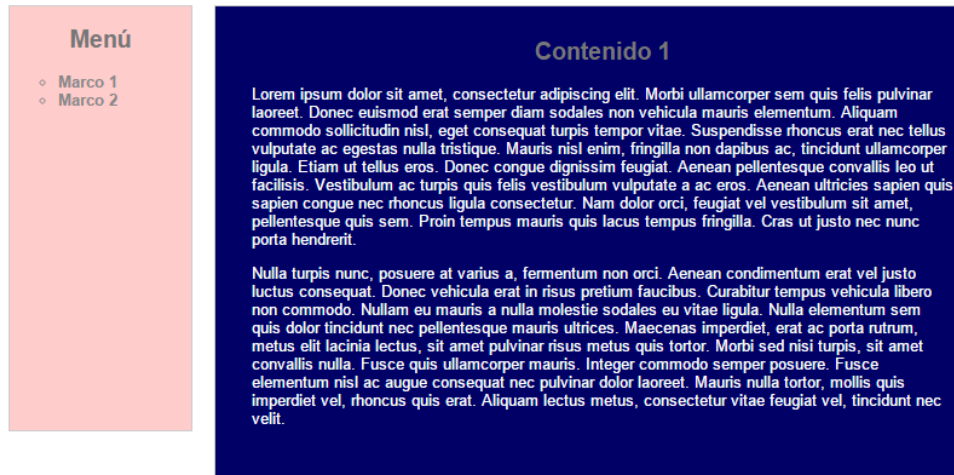 Menú
Marco 1
Marco 2
Contenido 1
Lorem ipsum dolor sit amet, consectetur adipiscing elit. Morbi ullamcorper sem quis felis pulvinar
laoreet. Donec euismod erat semper diam sodales non vehicula mauris elementum. Aliquam
commodo sollicitudin nisl, eget consequat turpis tempor vitae. Suspendisse rhoncus erat nec tellus
vulputate ac egestas nulla tristique. Mauris nisl enim, fringilla non dapibus ac, tincidunt ullamcorper
ligula. Etiam ut tellus eros. Donec congue dignissim feugiat. Aenean pellentesque convallis leo ut
facilisis. Vestibulum ac turpis quis felis vestibulum vulputate a ac eros. Aenean ultricies sapien quis
sapien congue nec rhoncus ligula consectetur. Nam dolor orci, feugiat vel vestibulum sit amet,
pellentesque quis sem. Proin tempus mauris quis lacus tempus fringilla. Cras ut justo nec nunc
porta hendrerit.
Nulla turpis nunc, posuere at varius a, fermentum non orci. Aenean condimentum erat vel justo
luctus consequat. Donec vehicula erat in risus pretium faucibus. Curabitur tempus vehicula libero
non commodo. Nullam eu mauris a nulla molestie sodales eu vitae ligula. Nulla elementum sem
quis dolor tincidunt nec pellentesque mauris ultrices. Maecenas imperdiet, erat ac porta rutrum,
metus elit lacinia lectus, sit amet pulvinar risus metus quis tortor. Morbi sed nisi turpis, sit amet
convallis nulla. Fusce quis ullamcorper mauris. Integer commodo semper posuere. Fusce
elementum nisl ac augue consequat nec pulvinar dolor laoreet. Mauris nulla tortor, mollis quis
imperdiet vel, rhoncus quis erat. Aliquam lectus metus, consectetur vitae feugiat vel, tincidunt nec
velit.